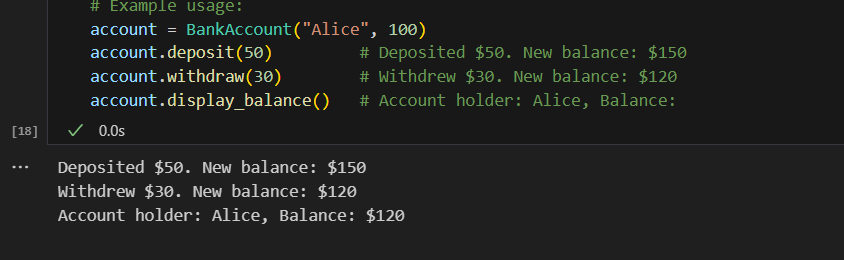 # Example usage:
account = BankAccount("Alice", 100)
account.deposit(50)         # Deposited $50. New balance: $150
account.withdraw(30)        # Withdrew $30. New balance: $120
account.display_balance()   # Account holder: Alice, Balance:
[18] ✓ 0.0s
... Deposited $50. New balance: $150
Withdrew $30. New balance: $120
Account holder: Alice, Balance: $120